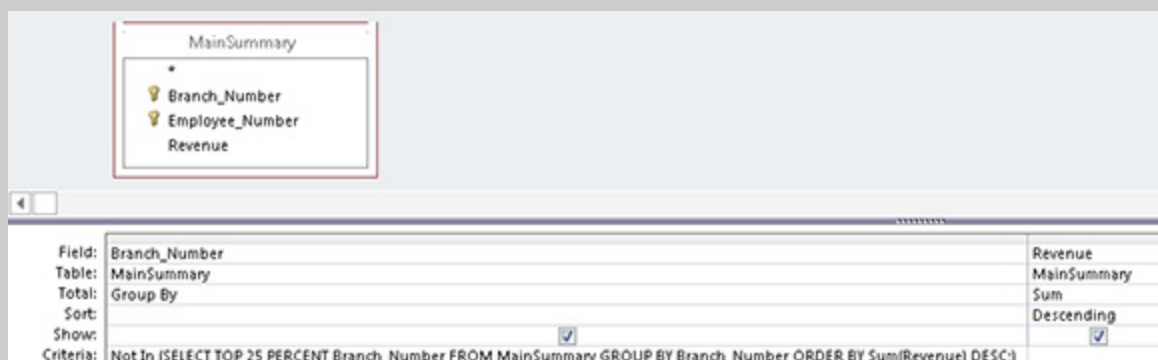 MainSummary
*
Branch_Number
Employee_Number
Revenue
Field: Branch_Number Revenue
Table: MainSummary MainSummary
Total: Group By Sum
Sort: Descending
Show:
Criteria: Not In (SELECT TOP 25 PERCENT Branch_Number FROM MainSummary GROUP BY Branch_Number ORDER BY Sum(Revenue) DESC;)